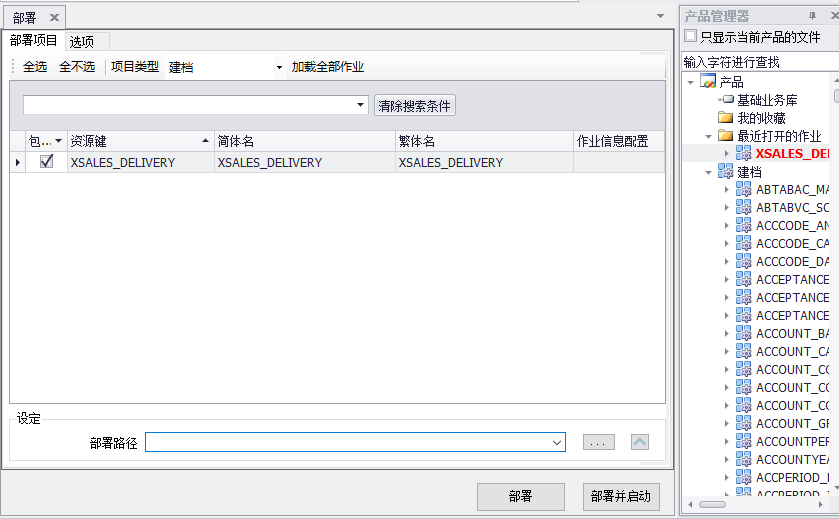 部署
部署项目 选项
全选 全不选 项目类型 建档 加载全部作业
清除搜索条件
包... 资源键 简体名 繁体名 作业信息配置
XSALES_DELIVERY XSALES_DELIVERY XSALES_DELIVERY
设定
部署路径 ...
部署 部署并启动
产品管理器
只显示当前产品的文件
输入字符进行查找
产品
基础业务库
我的收藏
最近打开的作业
XSALES_DEL
建档
ABTABAC_MA
ABTABVC_SC
ACCCODE_AN
ACCCODE_CA
ACCCODE_DA
ACCEPTANCE
ACCEPTANCE
ACCEPTANCE
ACCOUNT_BA
ACCOUNT_CA
ACCOUNT_CO
ACCOUNT_CO
ACCOUNT_CO
ACCOUNT_GR
ACCOUNTPER
ACCOUNTYEA
ACCPERIOD_
ACCPERIOD_